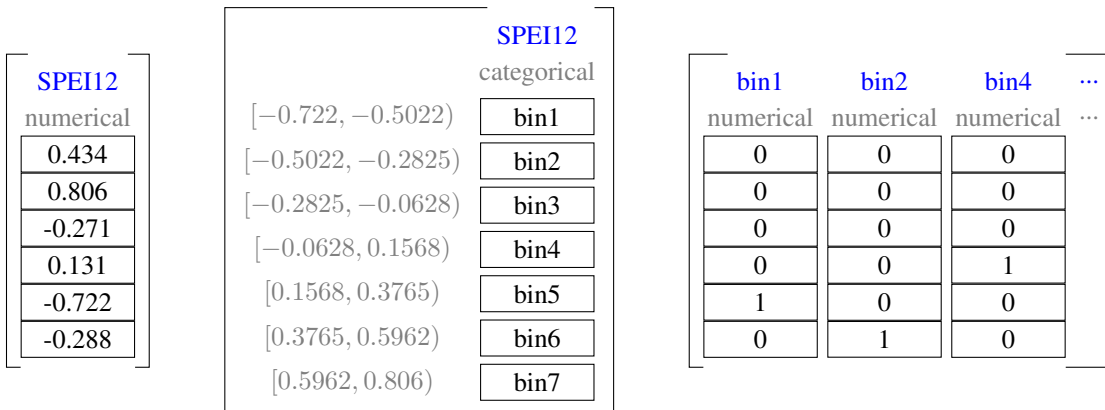 SPEI12
numerical
0.434
0.806
-0.271
0.131
-0.722
-0.288
SPEI12
categorical
[−0.722, −0.5022) bin1
[−0.5022, −0.2825) bin2
[−0.2825, −0.0628) bin3
[−0.0628, 0.1568) bin4
[0.1568, 0.3765) bin5
[0.3765, 0.5962) bin6
[0.5962, 0.806) bin7
bin1 bin2 bin4 ...
numerical numerical numerical ...
0 0 0
0 0 0
0 0 0
0 0 1
1 0 0
0 1 0